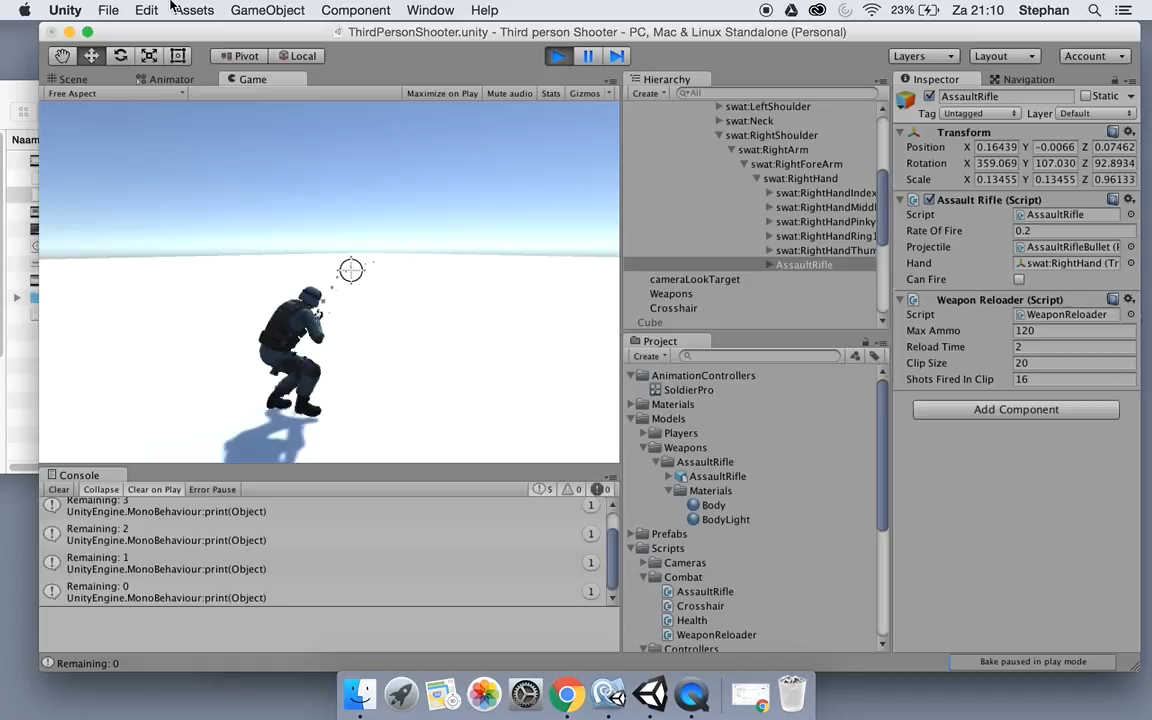 Unity File Edit Assets GameObject Component Window Help 23% Za 21:10 Stephan
ThirdPersonShooter.unity - Third person Shooter - PC, Mac & Linux Standalone (Personal)
Pivot Local Layers Layout Account
Scene Animator Game Hierarchy Inspector Navigation
Free Aspect Maximize on Play Mute audio Stats Gizmos Create All
AssaultRifle Static
Tag Untagged Layer Default
swat:LeftShoulder
swat:Neck
swat:RightShoulder
swat:RightArm
swat:RightForeArm
swat:RightHand
swat:RightHandIndex
swat:RightHandMiddl
swat:RightHandPinky
swat:RightHandRing1
swat:RightHandThum
AssaultRifle
cameraLookTarget
Weapons
Crosshair
Cube
Transform
Position X 0.16439 Y -0.0066 Z 0.07462
Rotation X 359.069 Y 107.030 Z 92.8934
Scale X 0.13455 Y 0.13455 Z 0.96133
Assault Rifle (Script)
Script AssaultRifle
Rate Of Fire 0.2
Projectile AssaultRifleBullet (
Hand swat:RightHand (Tr
Can Fire
Weapon Reloader (Script)
Script WeaponReloader
Max Ammo 120
Reload Time 2
Clip Size 20
Shots Fired In Clip 16
Add Component
Project
Create
AnimationControllers
SoldierPro
Materials
Models
Players
Weapons
AssaultRifle
AssaultRifle
Materials
Body
BodyLight
Prefabs
Scripts
Cameras
Combat
AssaultRifle
Crosshair
Health
WeaponReloader
Controllers
Naam
Console
Clear Collapse Clear on Play Error Pause 5 0 0
Remaining: 3
UnityEngine.MonoBehaviour:print(Object) 1
Remaining: 2
UnityEngine.MonoBehaviour:print(Object) 1
Remaining: 1
UnityEngine.MonoBehaviour:print(Object) 1
Remaining: 0
UnityEngine.MonoBehaviour:print(Object) 1
Remaining: 0
Bake paused in play mode